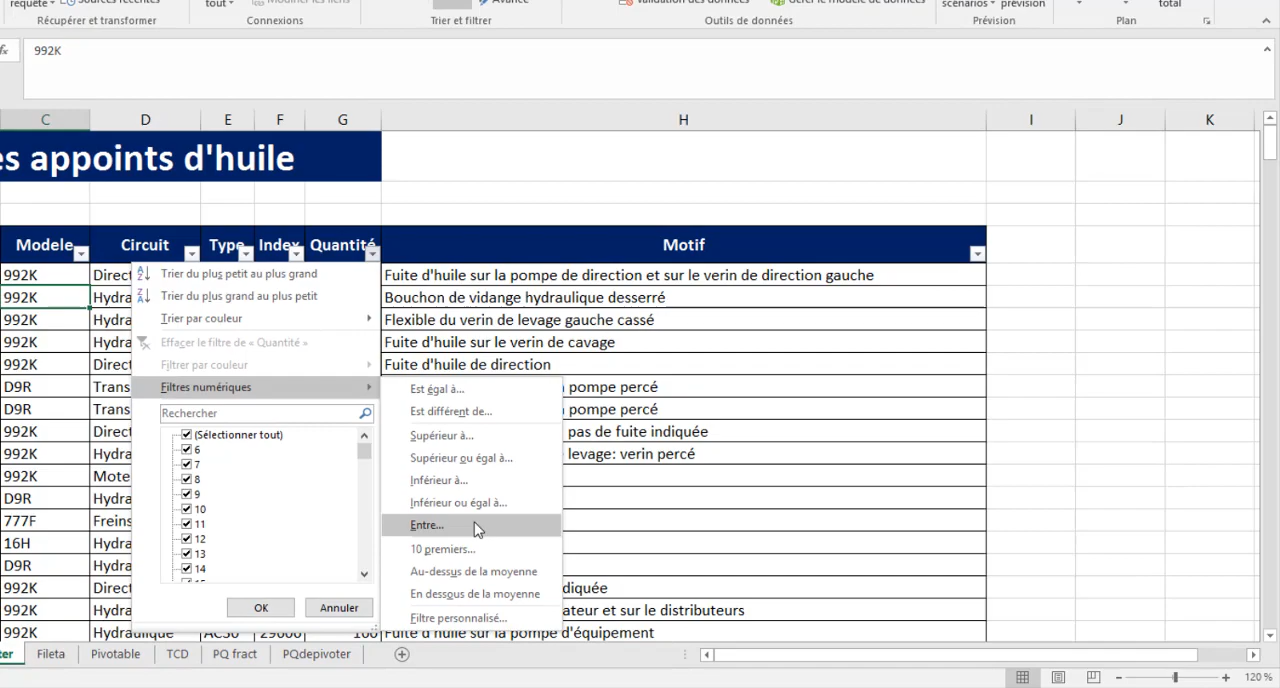 requête Sources récentes tout Modifier les liens Avancé Validation des données Gérer le modèle de données scénarios prévision total
Récupérer et transformer Connexions Trier et filtrer Outils de données Prévision Plan
fx 992K
C D E F G H I J K
es appoints d'huile
Modele Circuit Type Index Quantité Motif
992K Direct Fuite d'huile sur la pompe de direction et sur le verin de direction gauche
992K Hydra Bouchon de vidange hydraulique desserré
992K Hydra Flexible du verin de levage gauche cassé
992K Hydra Fuite d'huile sur le verin de cavage
992K Direct Fuite d'huile de direction
D9R Trans pompe percé
D9R Trans pompe percé
992K Direct pas de fuite indiquée
992K Hydra levage: verin percé
992K Mote
D9R Hydra
777F Freins
16H Hydra
D9R Hydra
992K Direct diquée
992K Hydra ateur et sur le distributeurs
992K Hydraulique AC30 29000 100 Fuite d'huile sur la pompe d'équipement
Trier du plus petit au plus grand
Trier du plus grand au plus petit
Trier par couleur
Effacer le filtre de « Quantité »
Filtrer par couleur
Filtres numériques
Rechercher
(Sélectionner tout)
6
7
8
9
10
11
12
13
14
OK Annuler
Est égal à...
Est différent de...
Supérieur à...
Supérieur ou égal à...
Inférieur à...
Inférieur ou égal à...
Entre...
10 premiers...
Au-dessus de la moyenne
En dessous de la moyenne
Filtre personnalisé...
ter Fileta Pivotable TCD PQ fract PQdepivoter
120 %